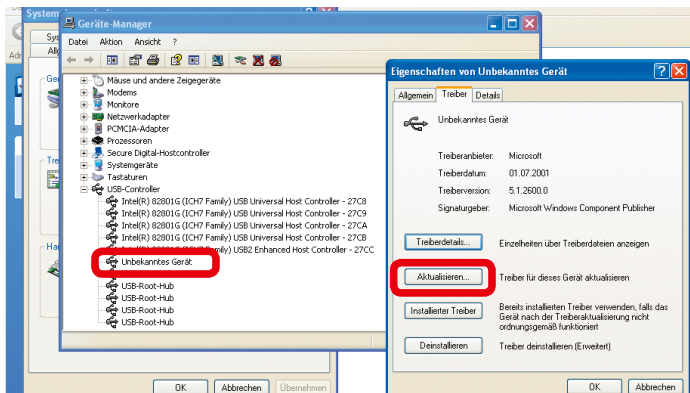 System
Geräte-Manager
Datei Aktion Ansicht ?
Mäuse und andere Zeigegeräte
Modems
Monitore
Netzwerkadapter
PCMCIA-Adapter
Prozessoren
Secure Digital-Hostcontroller
Systemgeräte
Tastaturen
USB-Controller
Intel(R) 82801G (ICH7 Family) USB Universal Host Controller - 27C8
Intel(R) 82801G (ICH7 Family) USB Universal Host Controller - 27C9
Intel(R) 82801G (ICH7 Family) USB Universal Host Controller - 27CA
Intel(R) 82801G (ICH7 Family) USB Universal Host Controller - 27CB
Intel(R) 82801G (ICH7 Family) USB2 Enhanced Host Controller - 27CC
Unbekanntes Gerät
USB-Root-Hub
USB-Root-Hub
USB-Root-Hub
USB-Root-Hub
OK Abbrechen Übernehmen
Eigenschaften von Unbekanntes Gerät
Allgemein Treiber Details
Unbekanntes Gerät
Treiberanbieter: Microsoft
Treiberdatum: 01.07.2001
Treiberversion: 5.1.2600.0
Signaturgeber: Microsoft Windows Component Publisher
Treiberdetails... Einzelheiten über Treiberdateien anzeigen
Aktualisieren... Treiber für dieses Gerät aktualisieren
Installierter Treiber Bereits installierten Treiber verwenden, falls das
Gerät nach der Treiberaktualisierung nicht
ordnungsgemäß funktioniert
Deinstallieren Treiber deinstallieren (Erweitert)
OK Abbrechen